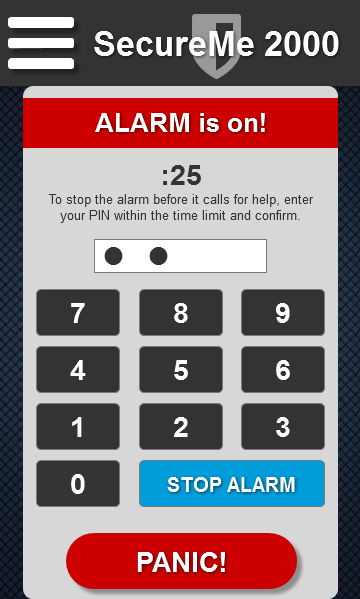 SecureMe 2000
ALARM is on!
:25
To stop the alarm before it calls for help, enter
your PIN within the time limit and confirm.
7 8 9
4 5 6
1 2 3
0 STOP ALARM
PANIC!